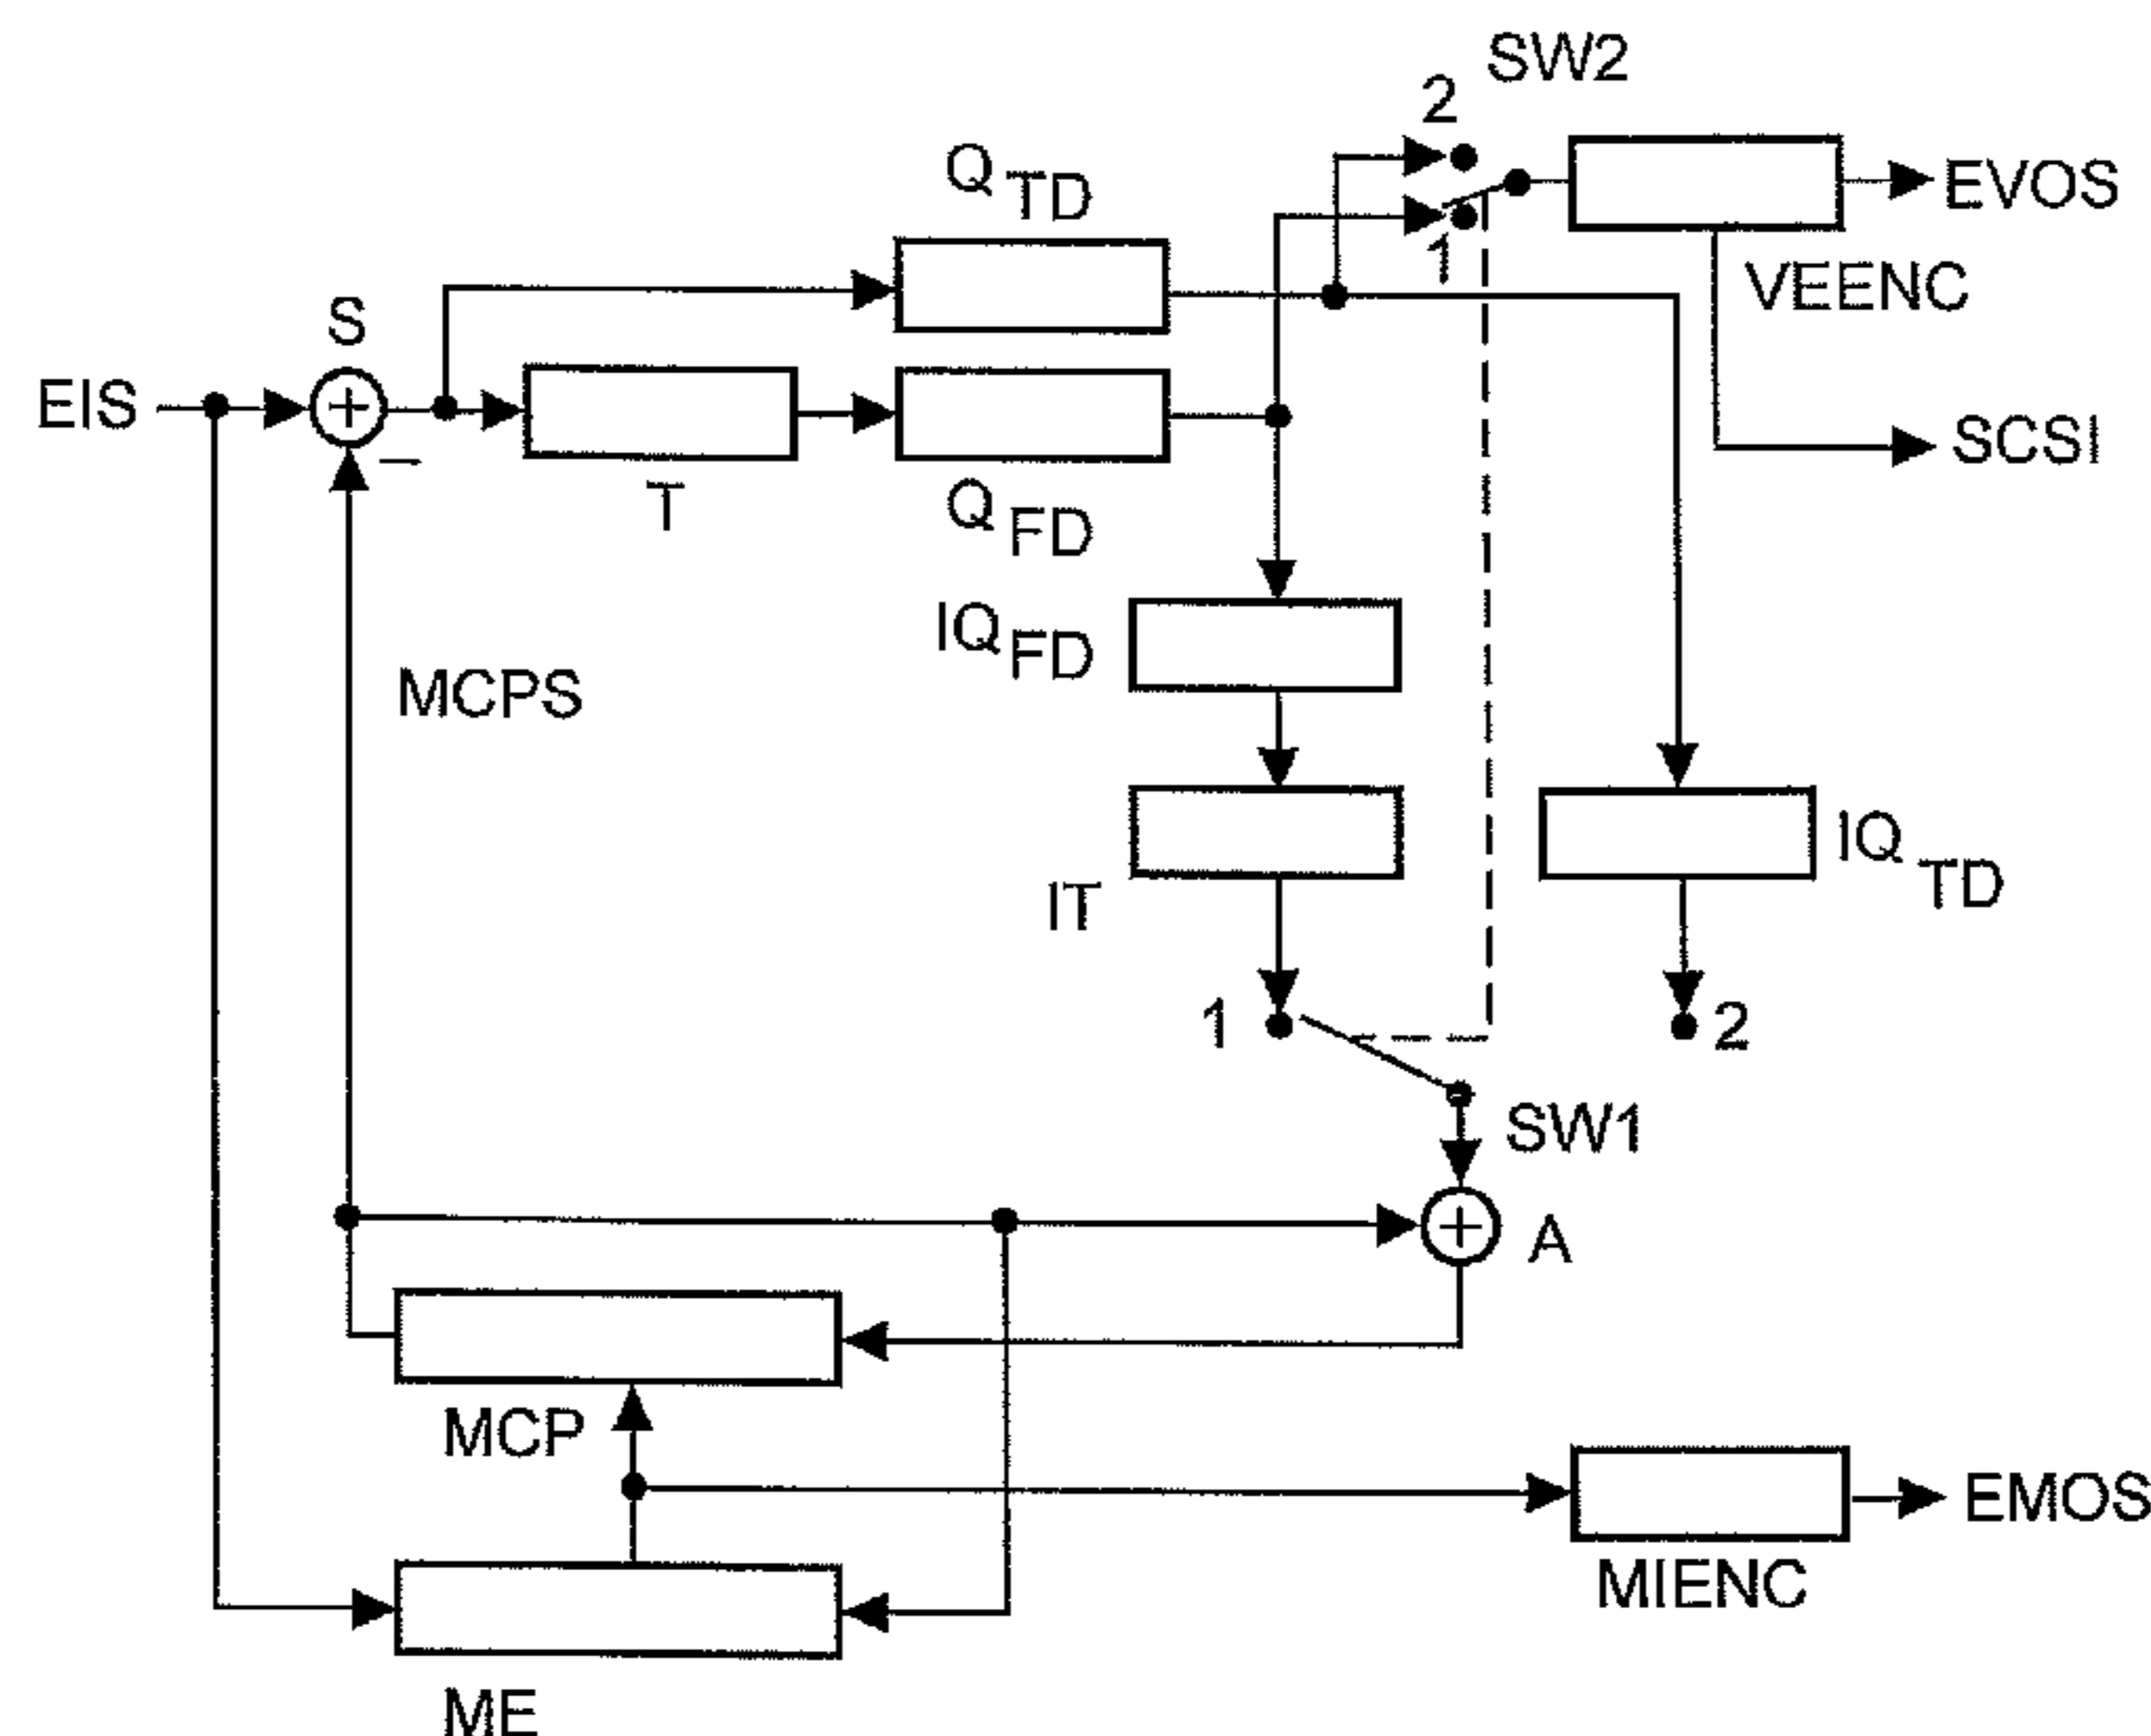 SW2
2
Q TD
EVOS
1
VEENC
S
EIS
+
–
SCSI
T
Q FD
IQ FD
MCPS
IQ TD
IT
1
2
SW1
+
A
MCP
EMOS
MIENC
ME